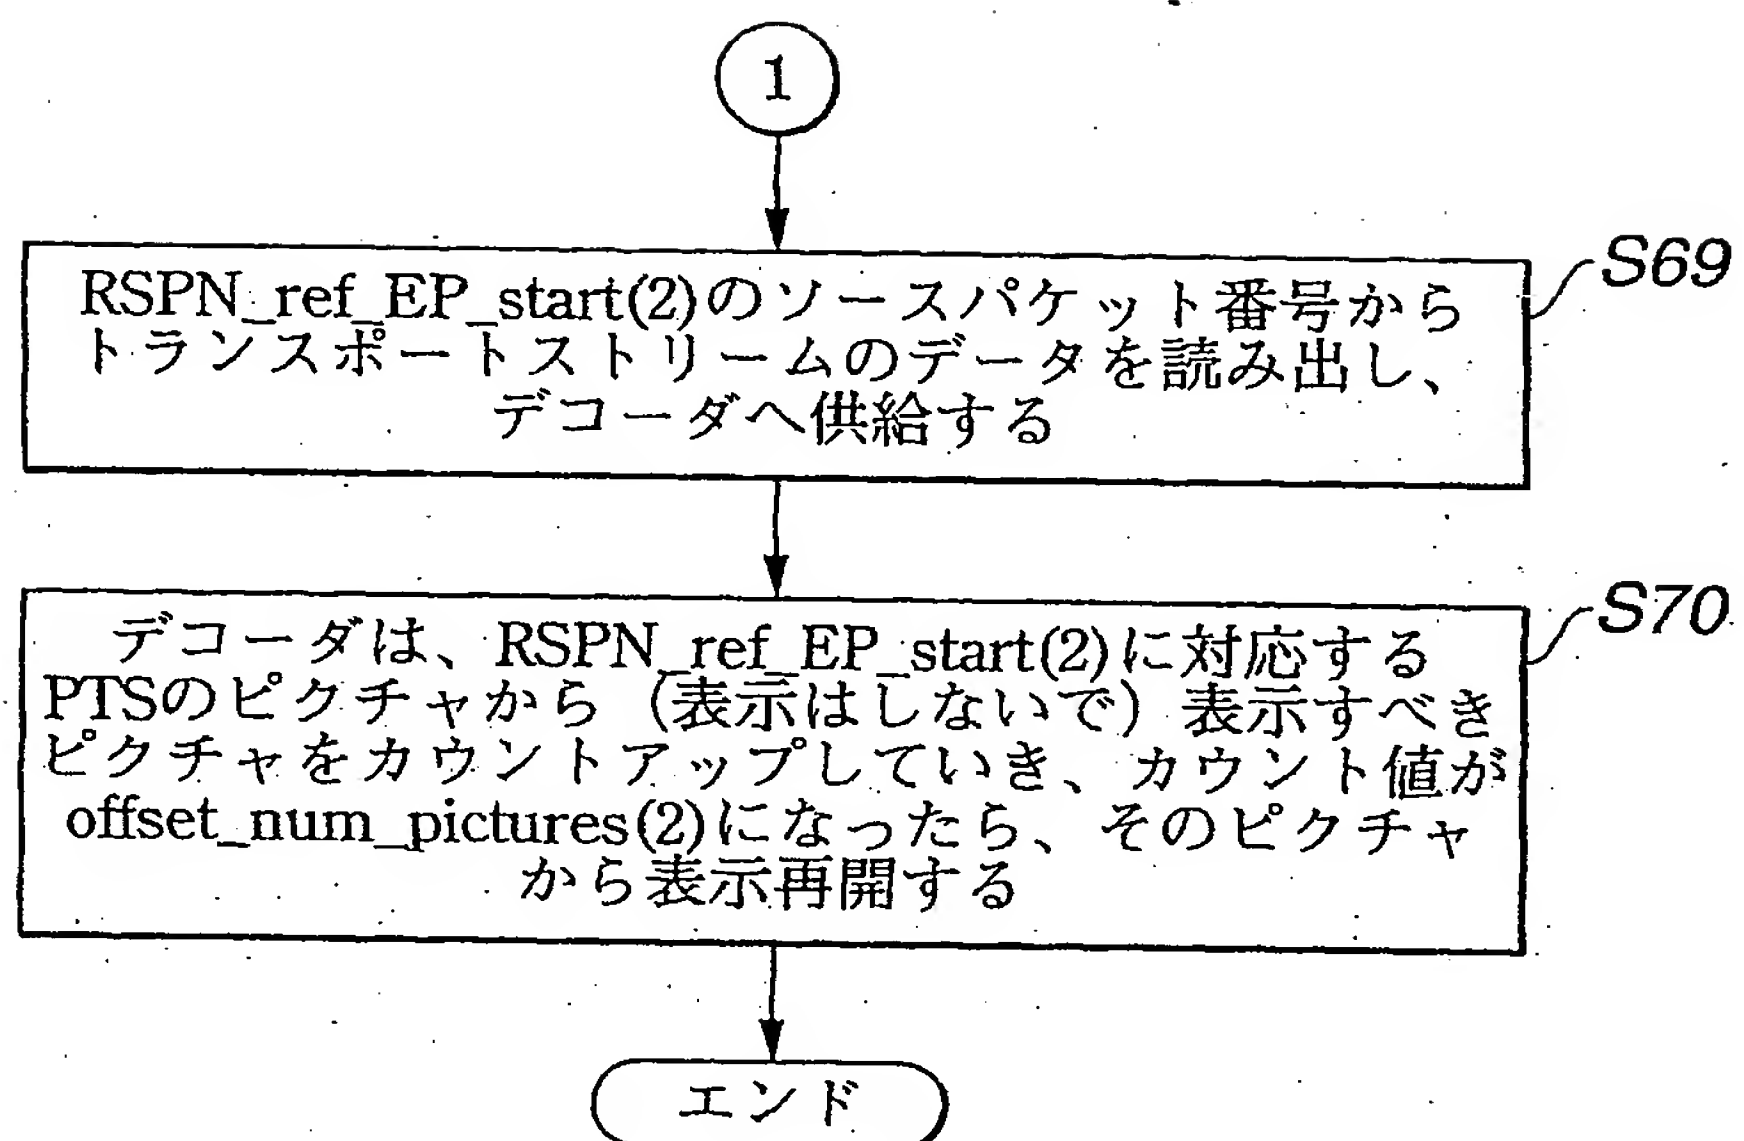 1
S69
RSPN_ref_EP_start(2)のソースパケット番号から
トランスポートストリームのデータを読み出し、
デコーダへ供給する
S70
デコーダは、RSPN_ref_EP_start(2)に対応する
PTSのピクチャから（表示はしないで）表示すべき
ピクチャをカウントアップしていき、カウント値が
offset_num_pictures(2)になったら、そのピクチャ
から表示再開する
エンド